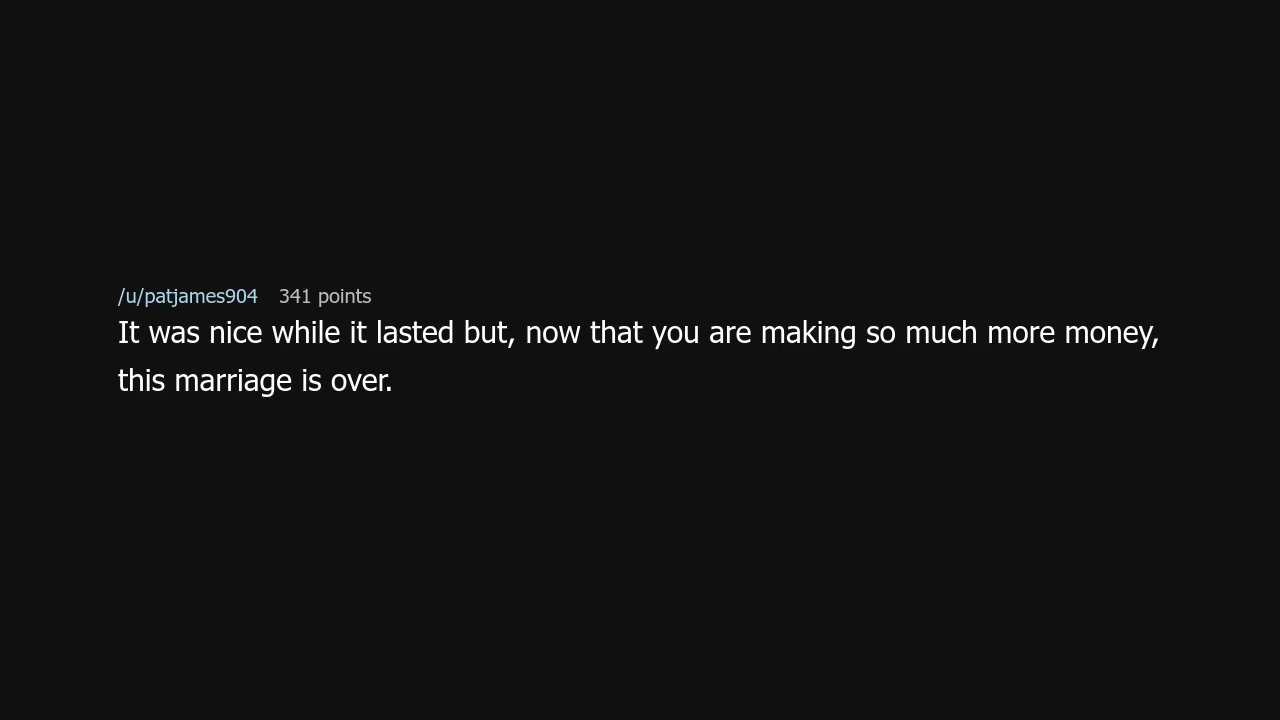 /u/patjames904 341 points
It was nice while it lasted but, now that you are making so much more money,
this marriage is over.